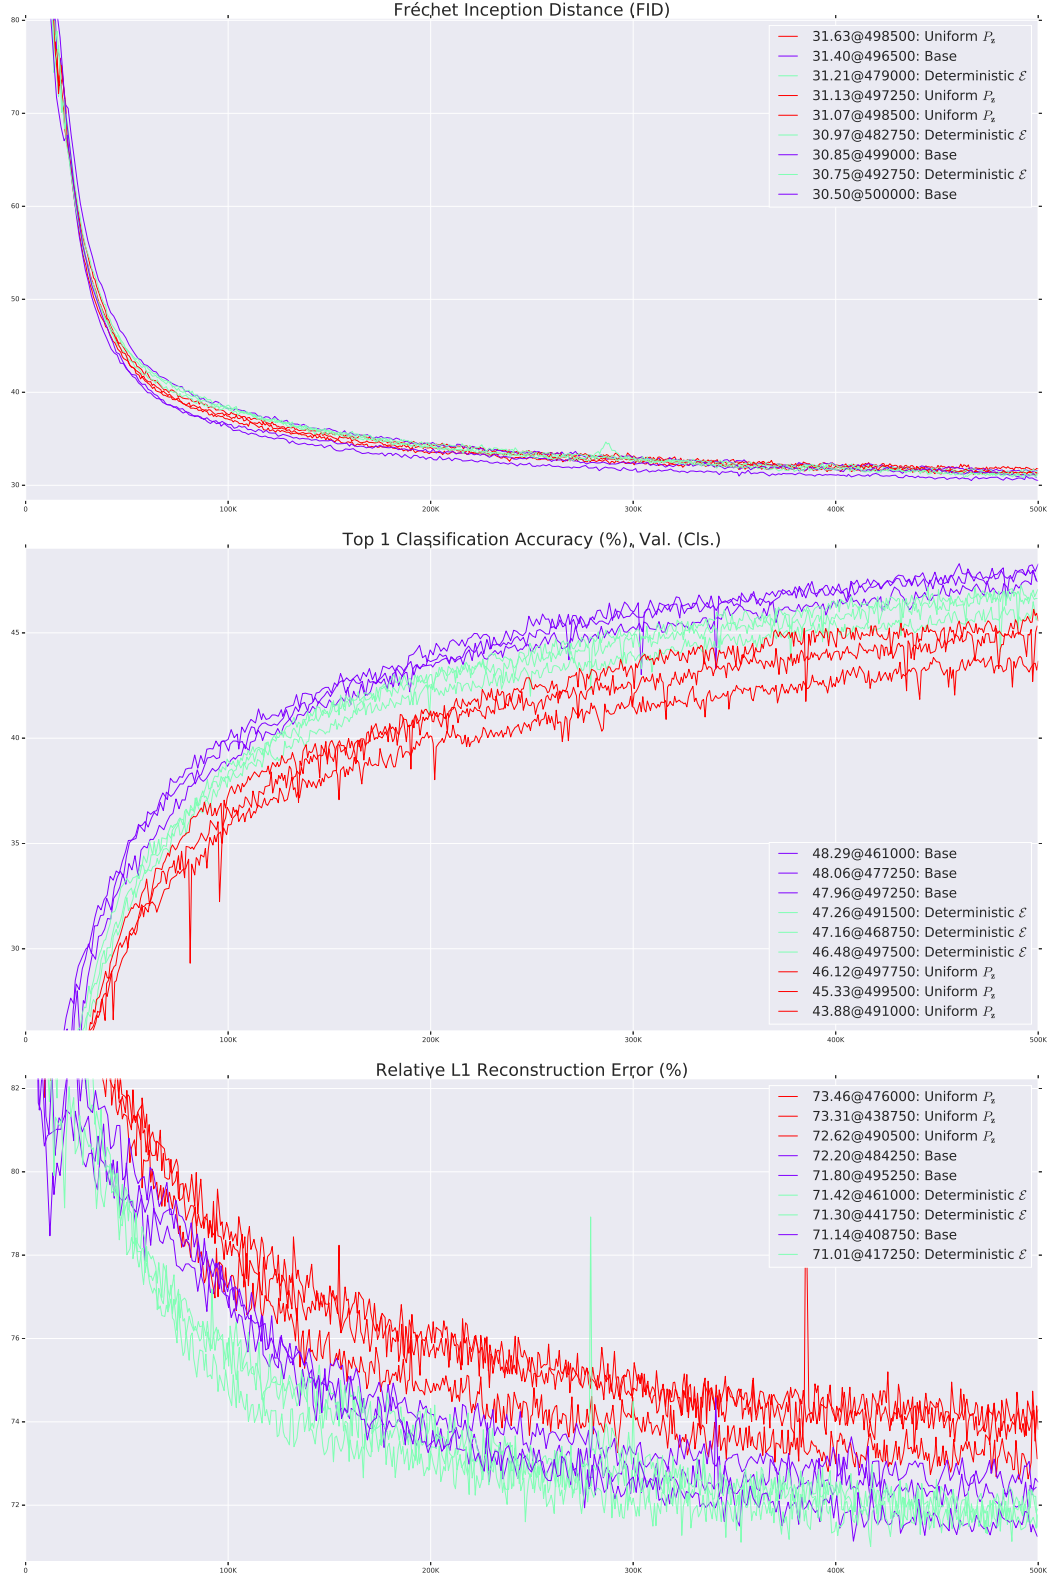 Fréchet Inception Distance (FID)
80
70
60
50
40
30
31.63@498500: Uniform P_z
31.40@496500: Base
31.21@479000: Deterministic ℰ
31.13@497250: Uniform P_z
31.07@498500: Uniform P_z
30.97@482750: Deterministic ℰ
30.85@499000: Base
30.75@492750: Deterministic ℰ
30.50@500000: Base
0 100K 200K 300K 400K 500K
Top 1 Classification Accuracy (%), Val. (Cls.)
45
40
35
30
48.29@461000: Base
48.06@477250: Base
47.96@497250: Base
47.26@491500: Deterministic ℰ
47.16@468750: Deterministic ℰ
46.48@497500: Deterministic ℰ
46.12@497750: Uniform P_z
45.33@499500: Uniform P_z
43.88@491000: Uniform P_z
0 100K 200K 300K 400K 500K
Relative L1 Reconstruction Error (%)
82
80
78
76
74
72
73.46@476000: Uniform P_z
73.31@438750: Uniform P_z
72.62@490500: Uniform P_z
72.20@484250: Base
71.80@495250: Base
71.42@461000: Deterministic ℰ
71.30@441750: Deterministic ℰ
71.14@408750: Base
71.01@417250: Deterministic ℰ
0 100K 200K 300K 400K 500K